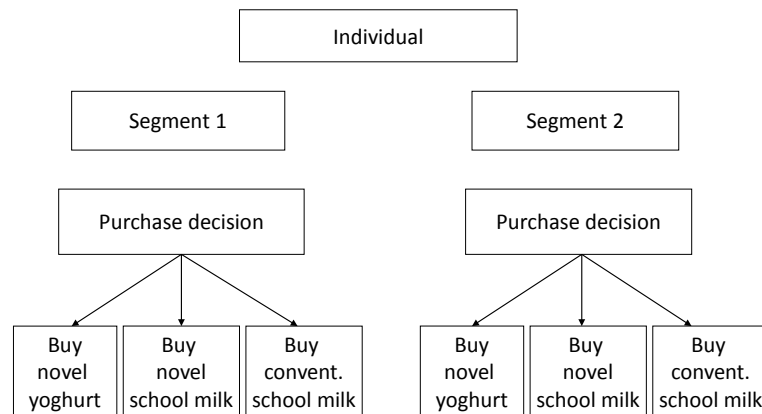 Individual
Segment 1
Segment 2
Purchase decision
Purchase decision
Buy
novel
yoghurt
Buy
novel
school milk
Buy
convent.
school milk
Buy
novel
yoghurt
Buy
novel
school milk
Buy
convent.
school milk